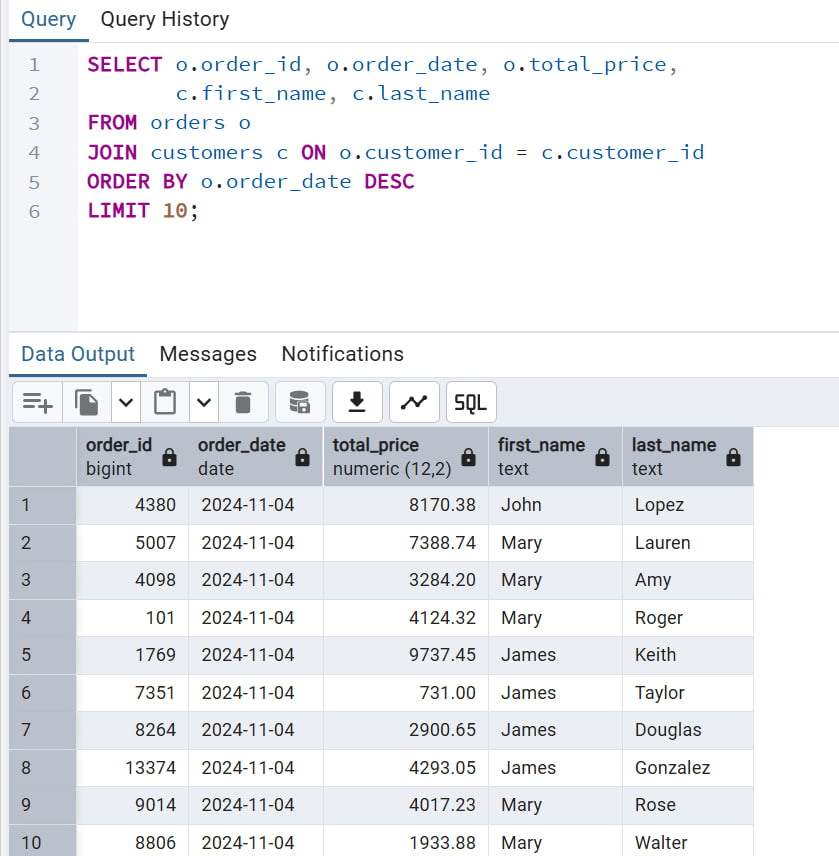 Query Query History
1 SELECT o.order_id, o.order_date, o.total_price,
2 c.first_name, c.last_name
3 FROM orders o
4 JOIN customers c ON o.customer_id = c.customer_id
5 ORDER BY o.order_date DESC
6 LIMIT 10;
Data Output Messages Notifications
SQL
order_id order_date total_price first_name last_name
bigint date numeric (12,2) text text
1 4380 2024-11-04 8170.38 John Lopez
2 5007 2024-11-04 7388.74 Mary Lauren
3 4098 2024-11-04 3284.20 Mary Amy
4 101 2024-11-04 4124.32 Mary Roger
5 1769 2024-11-04 9737.45 James Keith
6 7351 2024-11-04 731.00 James Taylor
7 8264 2024-11-04 2900.65 James Douglas
8 13374 2024-11-04 4293.05 James Gonzalez
9 9014 2024-11-04 4017.23 Mary Rose
10 8806 2024-11-04 1933.88 Mary Walter